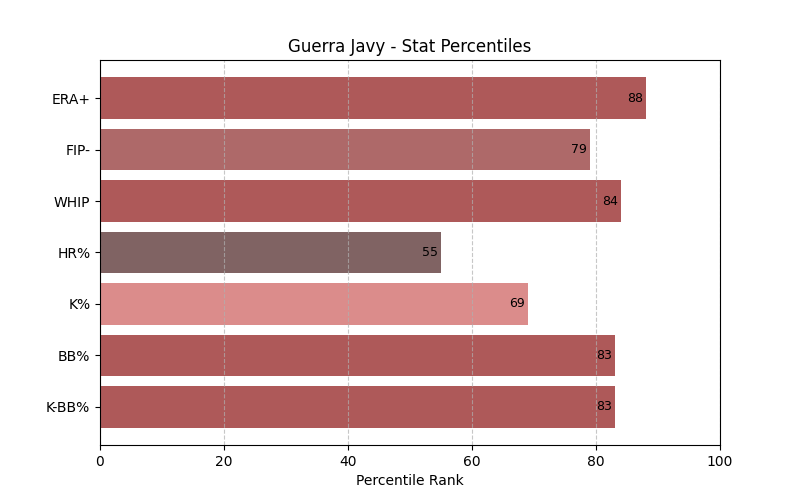 Guerra Javy - Stat Percentiles
ERA+ 88
FIP- 79
WHIP 84
HR% 55
K% 69
BB% 83
K-BB% 83
0 20 40 60 80 100
Percentile Rank